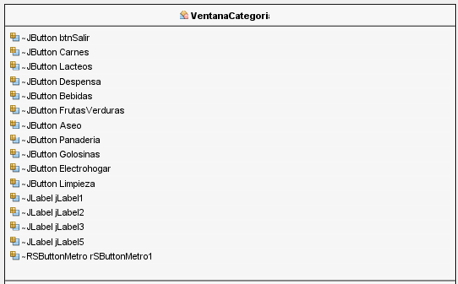 VentanaCategori
~JButton btnSalir
~JButton Carnes
~JButton Lacteos
~JButton Despensa
~JButton Bebidas
~JButton FrutasVerduras
~JButton Aseo
~JButton Panaderia
~JButton Golosinas
~JButton Electrohogar
~JButton Limpieza
~JLabel jLabel1
~JLabel jLabel2
~JLabel jLabel3
~JLabel jLabel5
~RSButtonMetro rSButtonMetro1